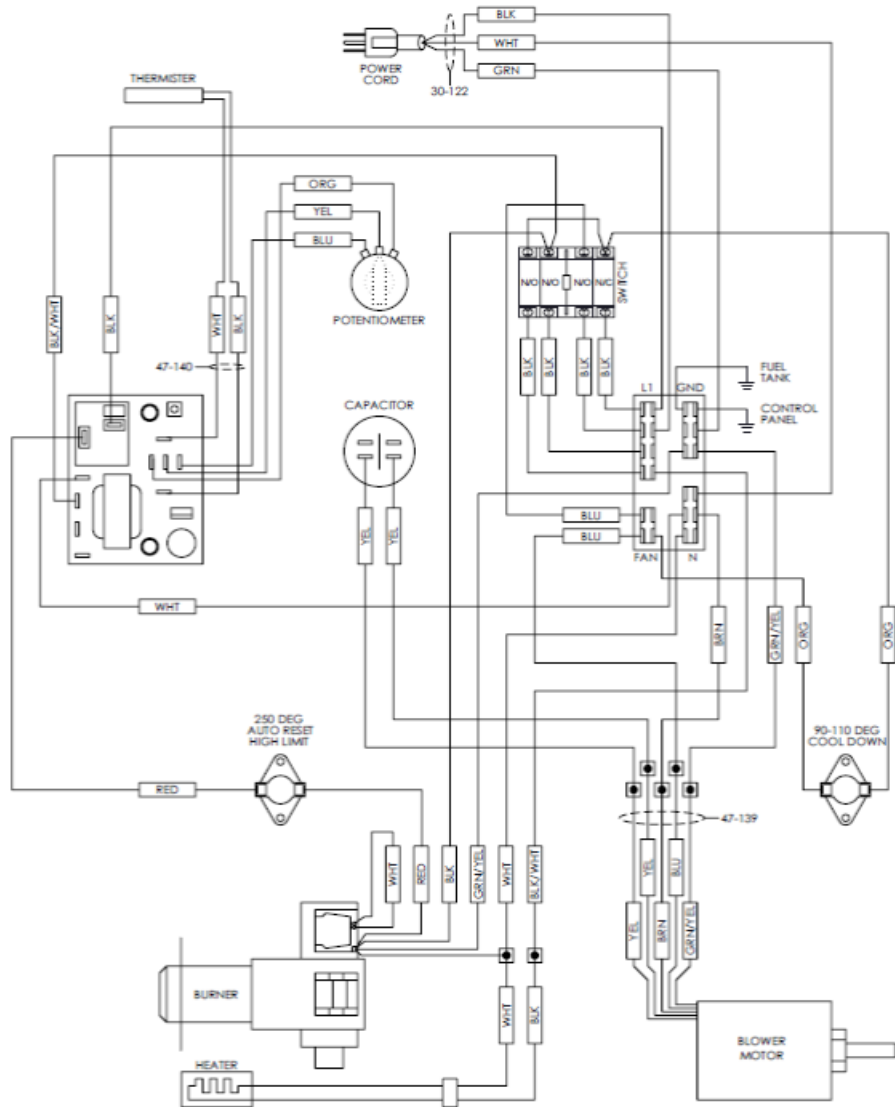 BLK
WHT
GRN
POWER
CORD
30-122
THERMISTER
ORG
YEL
BLU
POTENTIOMETER
N/O
N/O
N/O
N/C
SWITCH
BLK/WHT
BLK
WHT
BLK
47-140
BLK
BLK
BLK
BLK
L1
GND
FUEL
TANK
CONTROL
PANEL
CAPACITOR
YEL
YEL
BLU
BLU
FAN
N
WHT
BRN
GRN/YEL
ORG
ORG
250 DEG
AUTO RESET
HIGH LIMIT
RED
90-110 DEG
COOL DOWN
47-139
WHT
RED
BLK
GRN/YEL
WHT
BLK/WHT
YEL
BLU
YEL
BRN
GRN/YEL
BURNER
WHT
BLK
HEATER
BLOWER
MOTOR